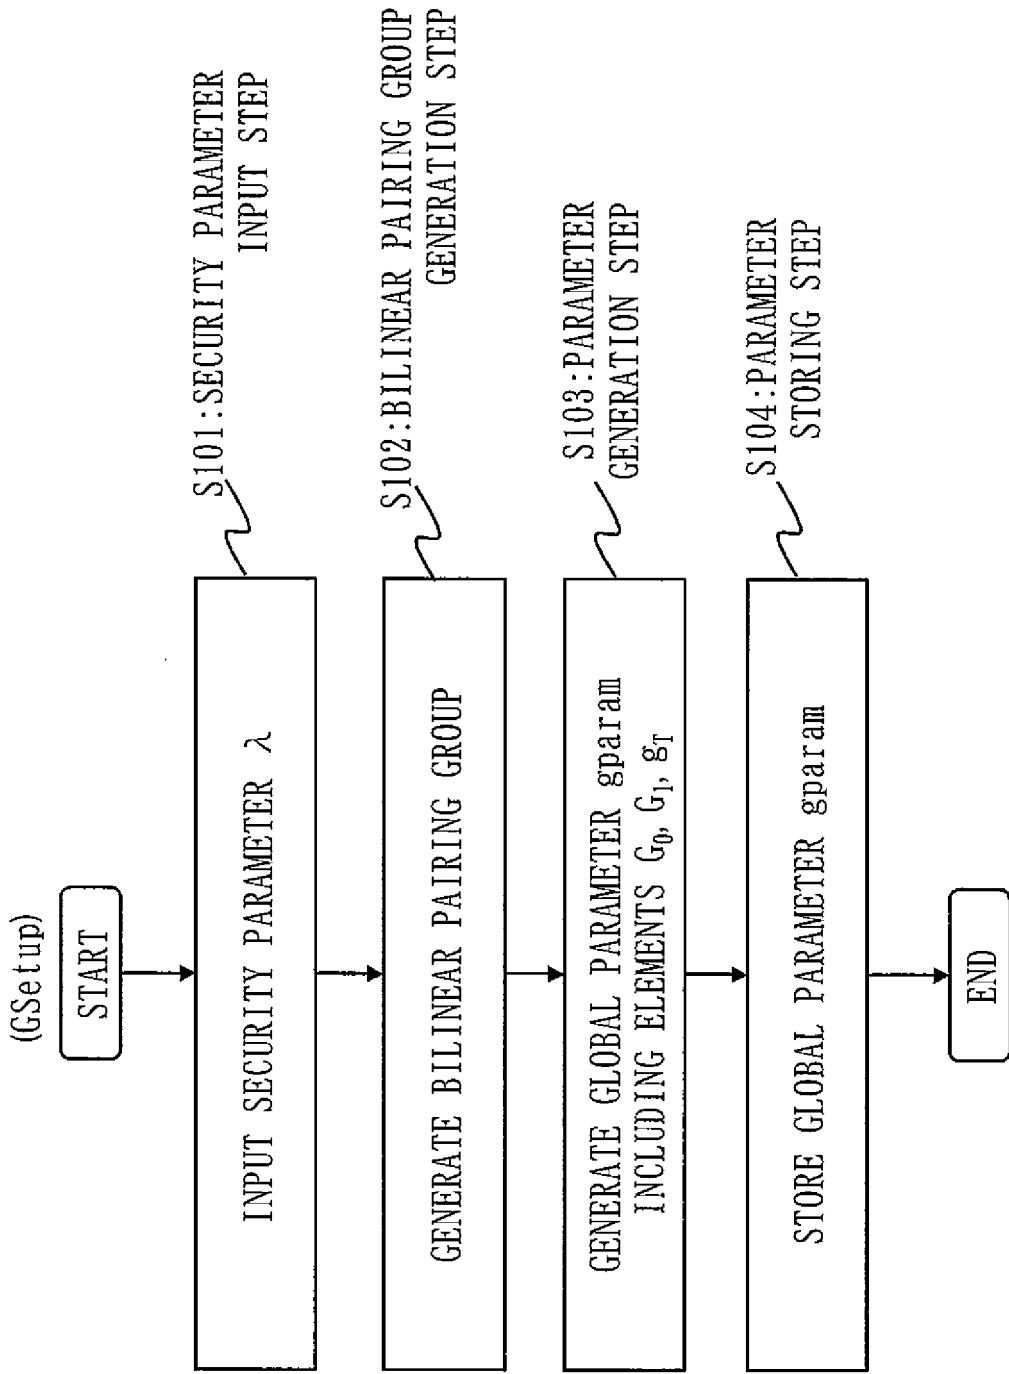 (GSetup)
START
INPUT SECURITY PARAMETER λ
S101:SECURITY PARAMETER
INPUT STEP
GENERATE BILINEAR PAIRING GROUP
S102:BILINEAR PAIRING GROUP
GENERATION STEP
GENERATE GLOBAL PARAMETER gparam
INCLUDING ELEMENTS G₀, G₁, g_T
S103:PARAMETER
GENERATION STEP
STORE GLOBAL PARAMETER gparam
S104:PARAMETER
STORING STEP
END